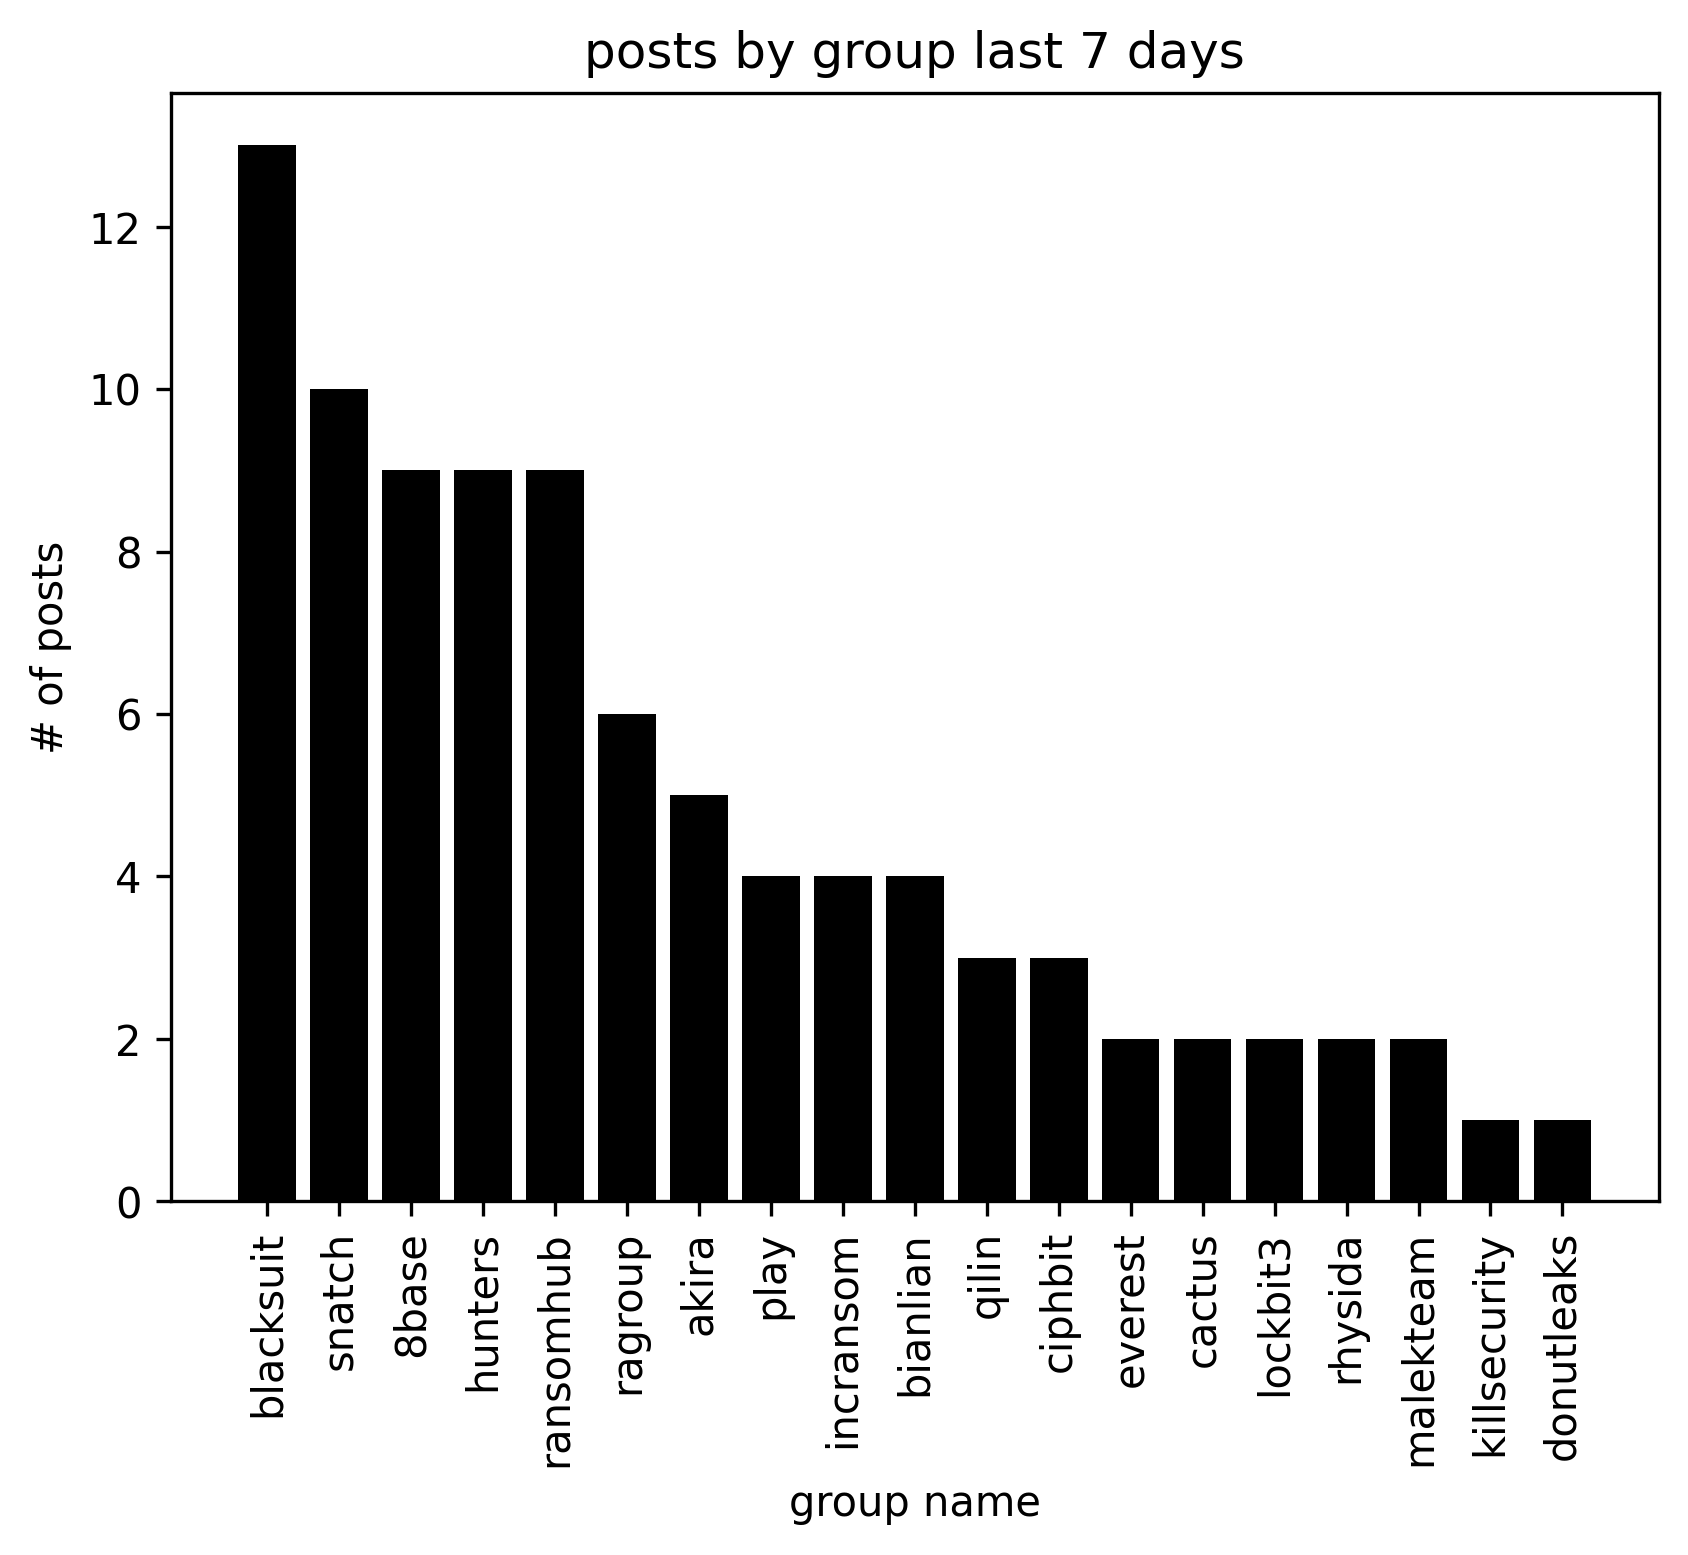 posts by group last 7 days
# of posts
12
10
8
6
4
2
0
blacksuit
snatch
8base
hunters
ransomhub
ragroup
akira
play
incransom
bianlian
qilin
ciphbit
everest
cactus
lockbit3
rhysida
malekteam
killsecurity
donutleaks
group name